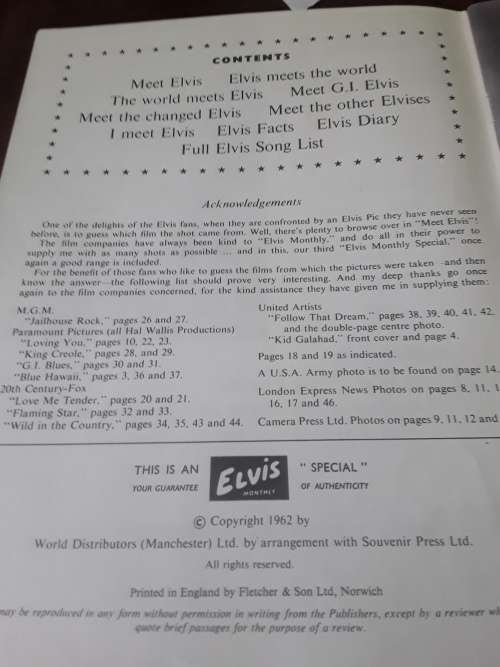 CONTENTS
Meet Elvis Elvis meets the world
The world meets Elvis Meet G.I. Elvis
Meet the changed Elvis Meet the other Elvises
I meet Elvis Elvis Facts Elvis Diary
Full Elvis Song List
Acknowledgements
One of the delights of the Elvis fans, when they are confronted by an Elvis Pic they have never seen
before, is to guess which film the shot came from. Well, there's plenty to browse over in "Meet Elvis"!
The film companies have always been kind to "Elvis Monthly," and do all in their power to
supply me with as many shots as possible ... and in this, our third "Elvis Monthly Special," once
again a good range is included.
For the benefit of those fans who like to guess the films from which the pictures were taken—and then
know the answer—the following list should prove very interesting. And my deep thanks go once
again to the film companies concerned, for the kind assistance they have given me in supplying them:
M.G.M.
"Jailhouse Rock," pages 26 and 27.
Paramount Pictures (all Hal Wallis Productions)
"Loving You," pages 10, 22, 23.
"King Creole," pages 28, and 29.
"G.I. Blues," pages 30 and 31.
"Blue Hawaii," pages 3, 36 and 37.
20th Century-Fox
"Love Me Tender," pages 20 and 21.
"Flaming Star," pages 32 and 33.
"Wild in the Country," pages 34, 35, 43 and 44.
United Artists
"Follow That Dream," pages 38, 39, 40, 41, 42.
and the double-page centre photo.
"Kid Galahad," front cover and page 4.
Pages 18 and 19 as indicated.
A U.S.A. Army photo is to be found on page 14.
London Express News Photos on pages 8, 11, 1
16, 17 and 46.
Camera Press Ltd. Photos on pages 9, 11, 12 and
THIS IS AN ELVIS MONTHLY "SPECIAL"
YOUR GUARANTEE OF AUTHENTICITY
© Copyright 1962 by
World Distributors (Manchester) Ltd. by arrangement with Souvenir Press Ltd.
All rights reserved.
Printed in England by Fletcher & Son Ltd, Norwich
may be reproduced in any form without permission in writing from the Publishers, except by a reviewer wh
quote brief passages for the purpose of a review.